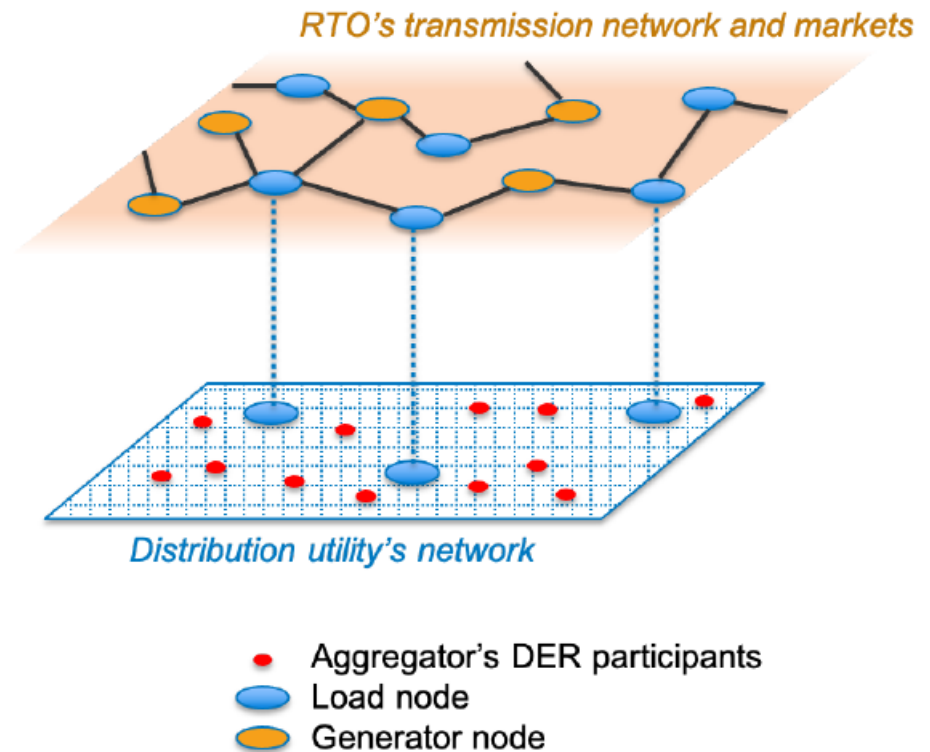 RTO's transmission network and markets
Distribution utility's network
Aggregator's DER participants
Load node
Generator node